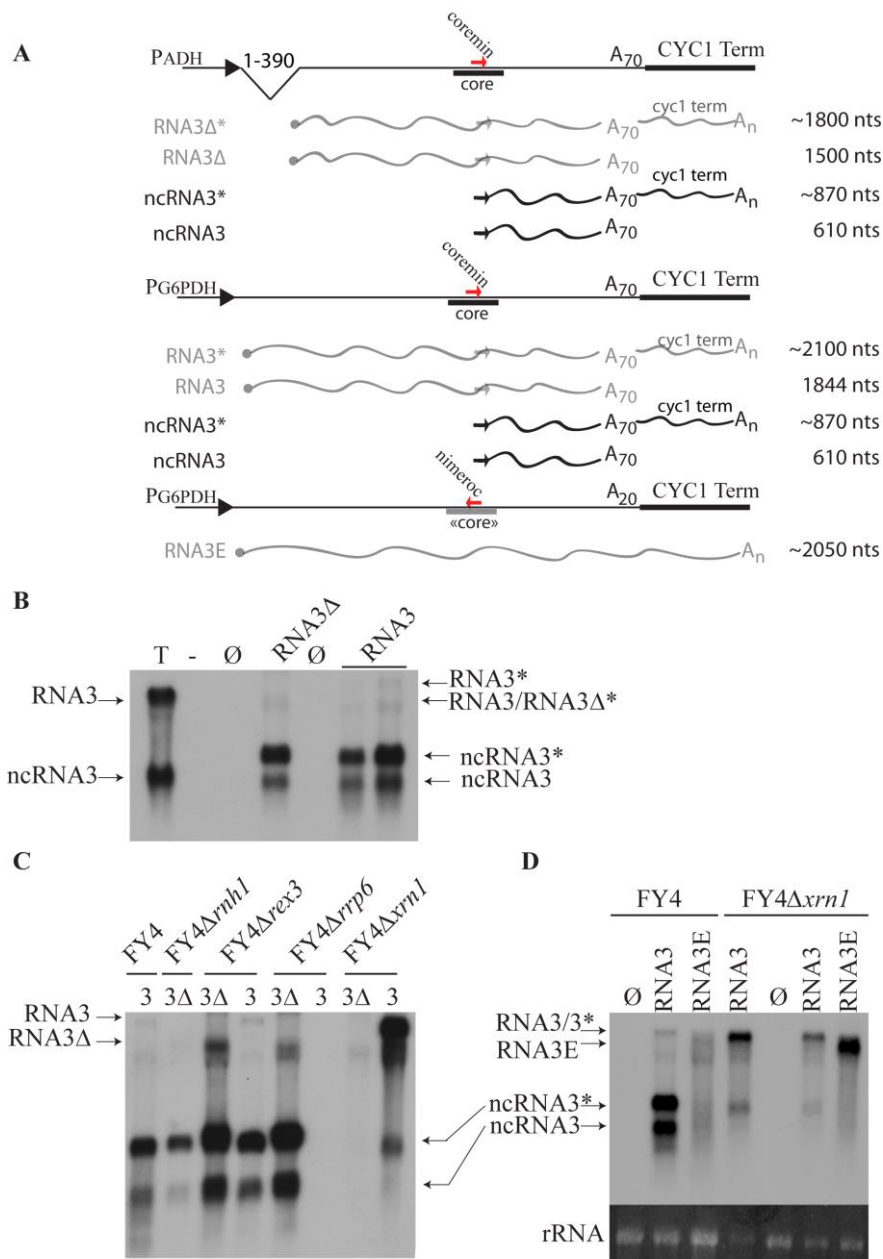 A
PADH
1-390
coremin
core
A70
CYC1 Term
RNA3Δ*
A70
cyc1 term
An
~1800 nts
RNA3Δ
A70
1500 nts
ncRNA3*
A70
cyc1 term
An
~870 nts
ncRNA3
A70
610 nts
PG6PDH
coremin
core
A70
CYC1 Term
RNA3*
A70
cyc1 term
An
~2100 nts
RNA3
A70
1844 nts
ncRNA3*
A70
cyc1 term
An
~870 nts
ncRNA3
A70
610 nts
PG6PDH
nimeroc
«core»
A20
CYC1 Term
RNA3E
An
~2050 nts
B
T - Ø RNA3Δ Ø RNA3
RNA3
ncRNA3
RNA3*
RNA3/RNA3Δ*
ncRNA3*
ncRNA3
C
FY4 FY4Δrnh1 FY4Δrex3 FY4Δrrp6 FY4Δxrn1
3 3Δ 3Δ 3 3Δ 3 3Δ 3
RNA3
RNA3Δ
ncRNA3*
ncRNA3
D
FY4 FY4Δxrn1
Ø RNA3 RNA3E RNA3 Ø RNA3 RNA3E
RNA3/3*
RNA3E
rRNA